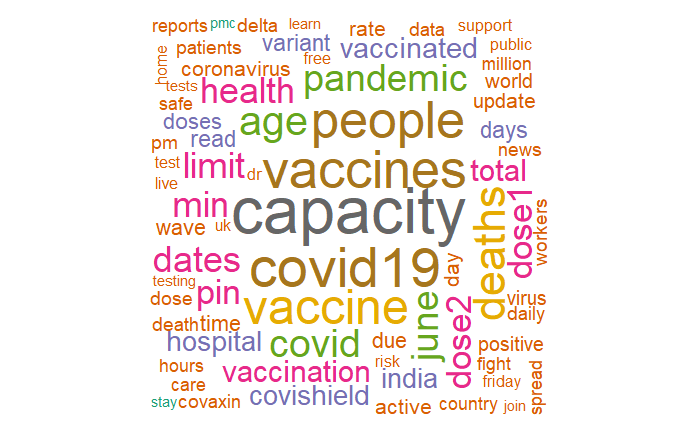 reports pmc delta learn rate data support
patients variant vaccinated public
home coronavirus free pandemic million
tests health world
safe age people update
doses days
pm read vaccines news
test limit dr total
live
min capacity deaths dose1 workers
wave uk
dates covid19 day
testing
dose pin vaccine virus
death time june dose2 daily
hospital covid due positive
hours risk fight
care vaccination india friday spread
stay covaxin covishield active country join